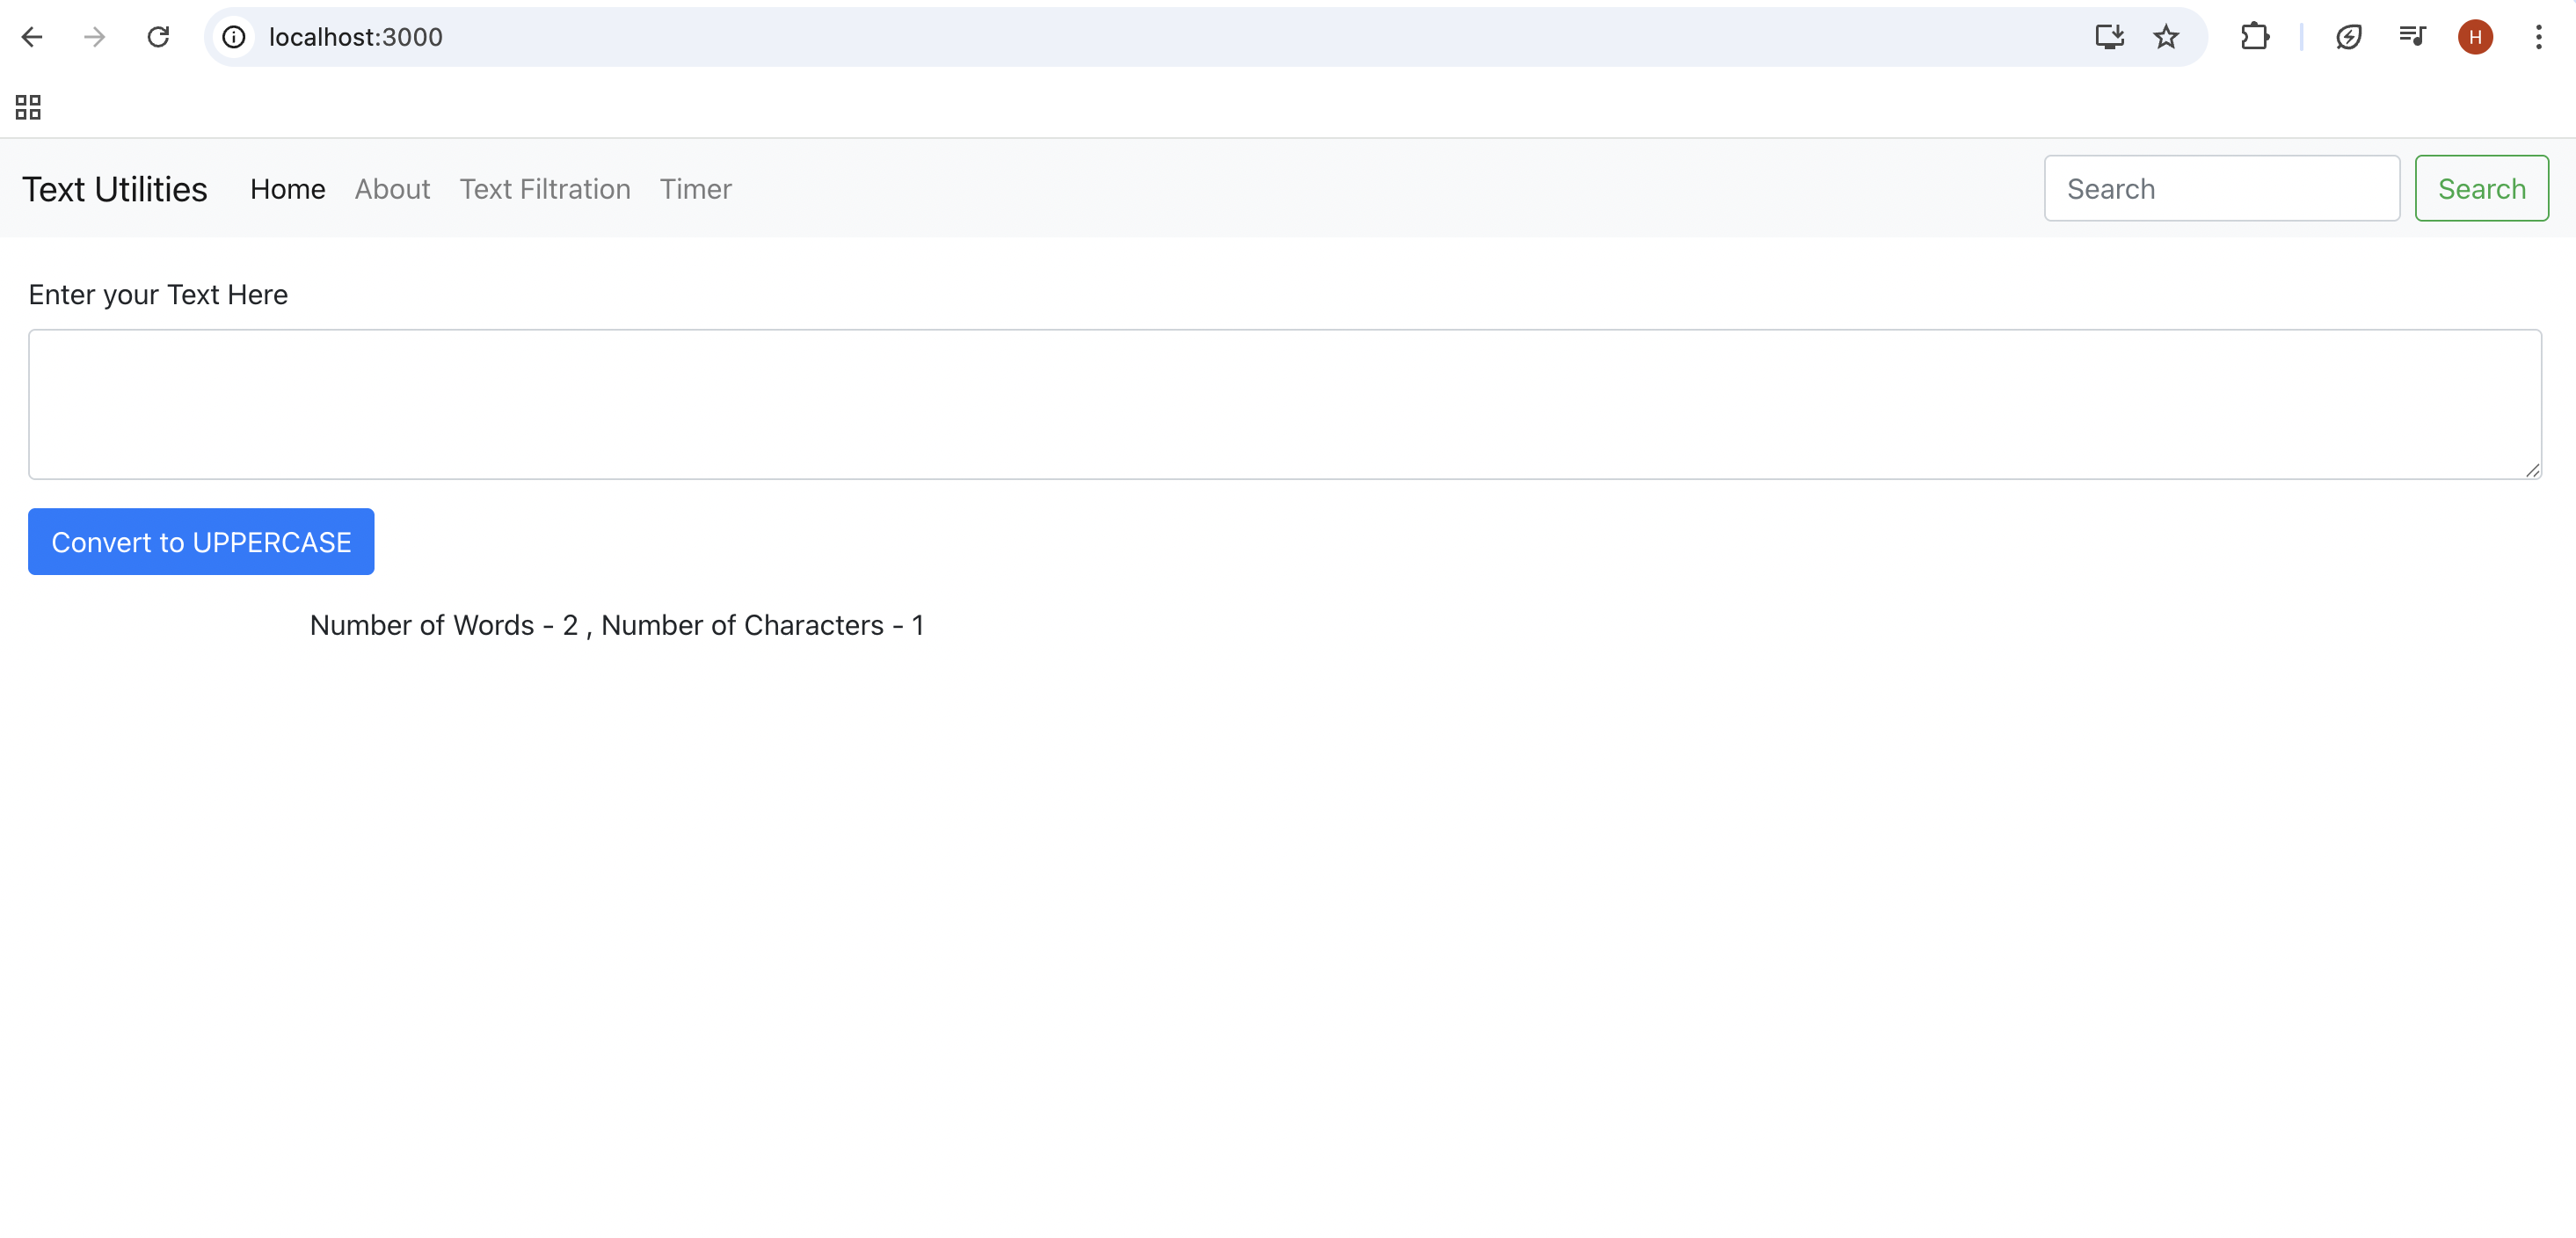 localhost:3000
H
Text Utilities Home About Text Filtration Timer Search Search
Enter your Text Here
Convert to UPPERCASE
Number of Words - 2 , Number of Characters - 1